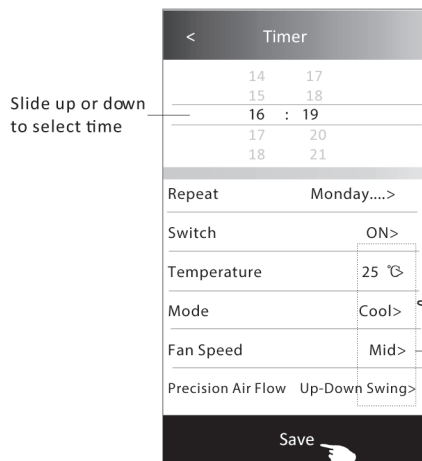 < Timer
14 17
15 18
Slide up or down
to select time
16 : 19
17 20
18 21
Repeat Monday....>
Switch ON>
Temperature 25 ℃>
Mode Cool>
Fan Speed Mid>
Precision Air Flow Up-Down Swing>
Save